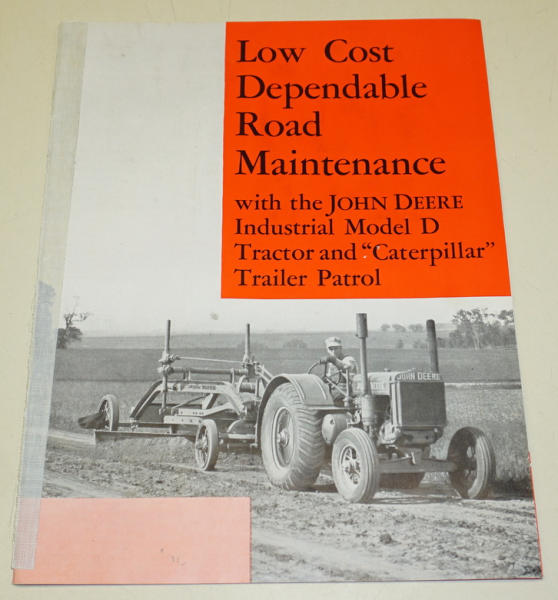 Low Cost
Dependable
Road
Maintenance
with the JOHN DEERE
Industrial Model D
Tractor and "Caterpillar"
Trailer Patrol
JOHN DEERE